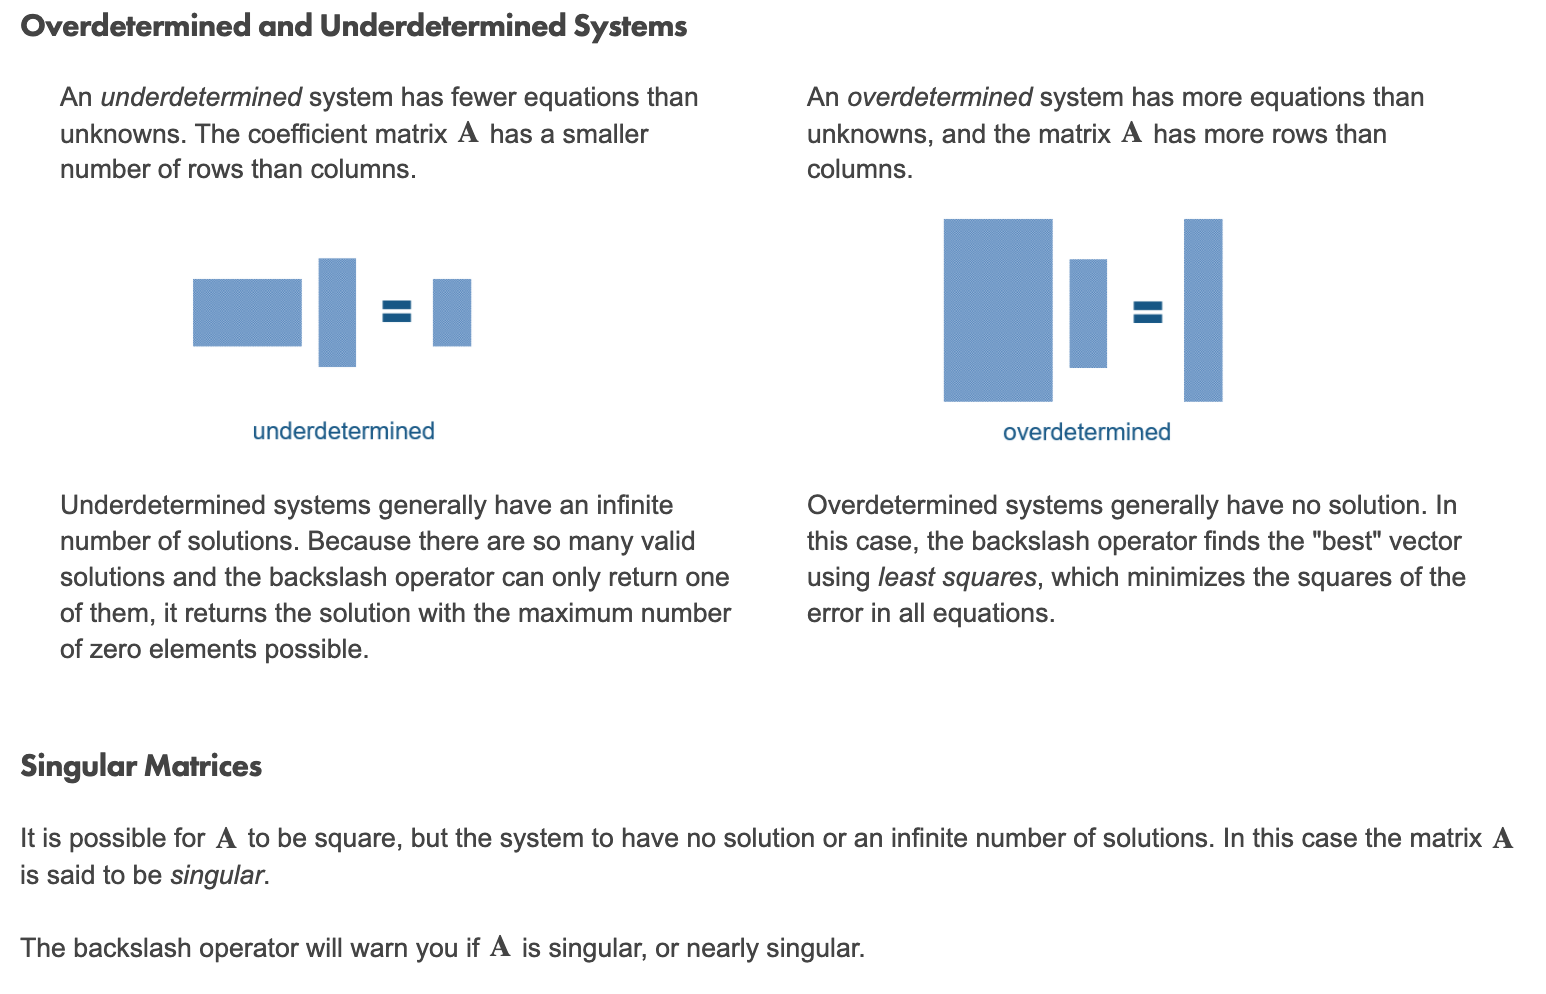 Overdetermined and Underdetermined Systems
An underdetermined system has fewer equations than
unknowns. The coefficient matrix A has a smaller
number of rows than columns.
=
underdetermined
Underdetermined systems generally have an infinite
number of solutions. Because there are so many valid
solutions and the backslash operator can only return one
of them, it returns the solution with the maximum number
of zero elements possible.
An overdetermined system has more equations than
unknowns, and the matrix A has more rows than
columns.
=
overdetermined
Overdetermined systems generally have no solution. In
this case, the backslash operator finds the "best" vector
using least squares, which minimizes the squares of the
error in all equations.
Singular Matrices
It is possible for A to be square, but the system to have no solution or an infinite number of solutions. In this case the matrix A
is said to be singular.
The backslash operator will warn you if A is singular, or nearly singular.